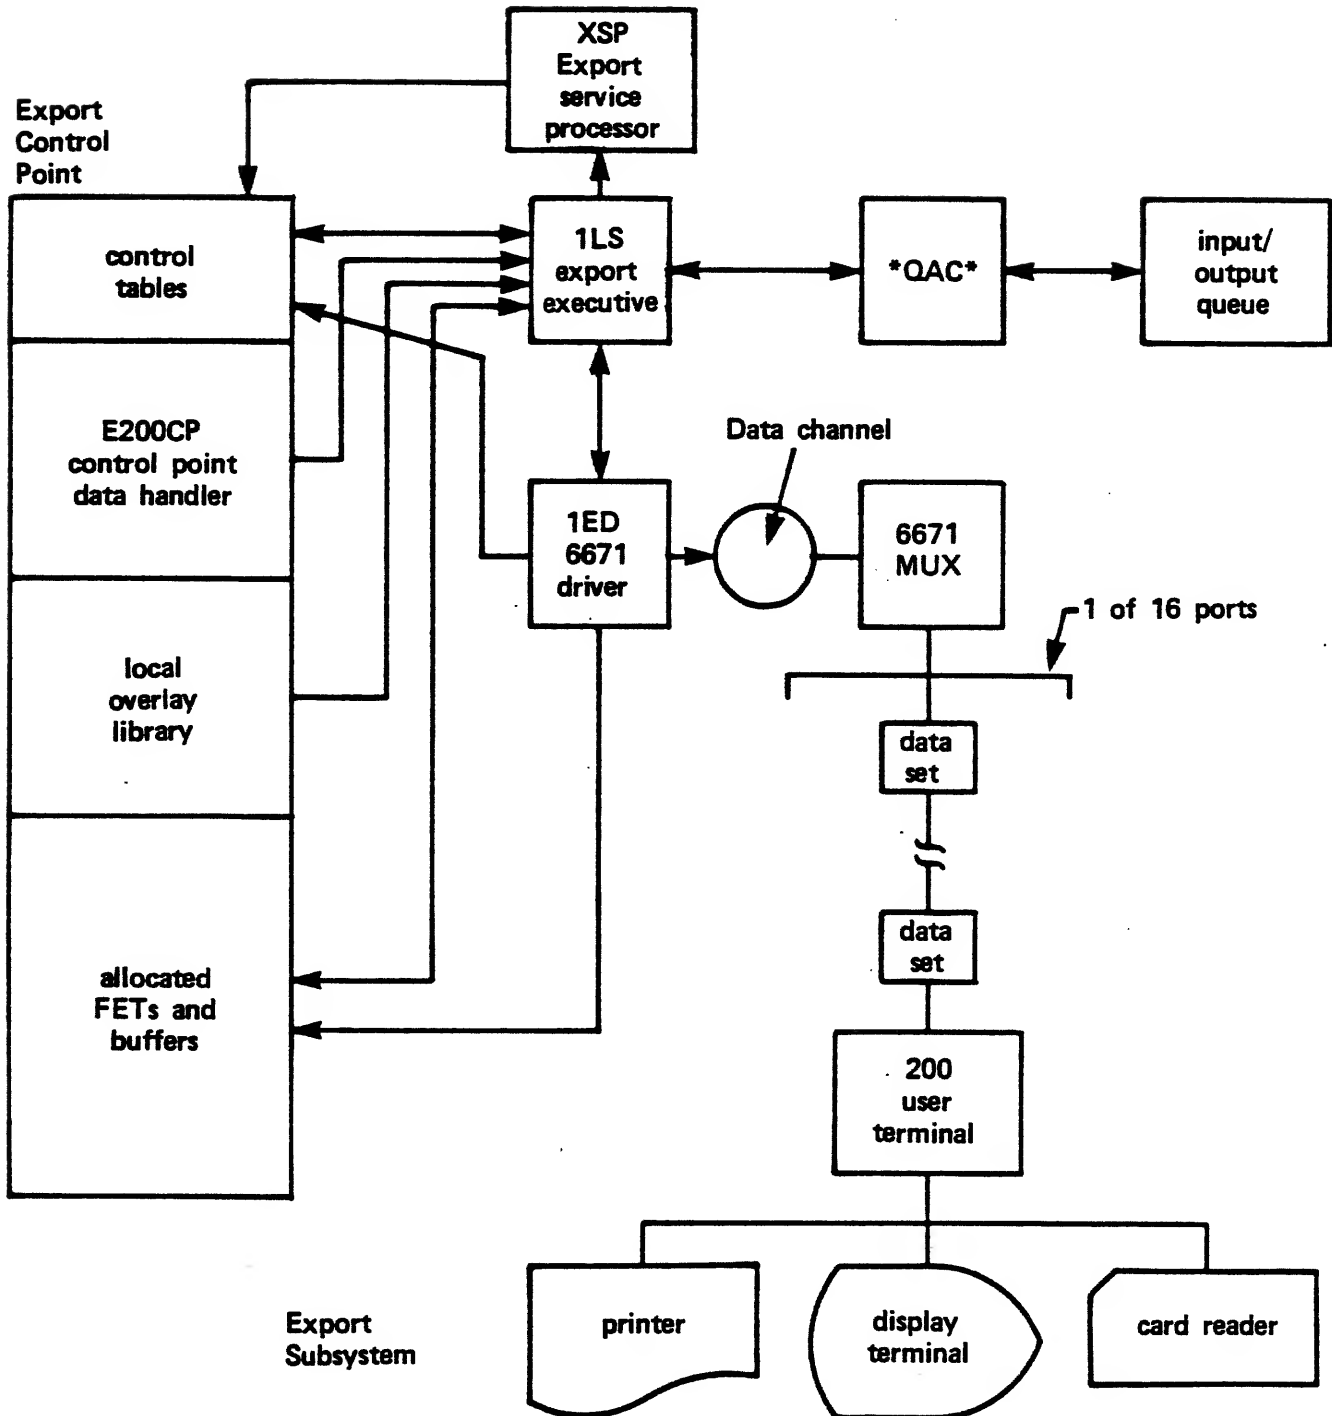 XSP
Export
service
processor
Export
Control
Point
control
tables
1LS
export
executive
*QAC*
input/
output
queue
E200CP
control point
data handler
Data channel
1ED
6671
driver
6671
MUX
1 of 16 ports
local
overlay
library
data
set
data
set
allocated
FETs and
buffers
200
user
terminal
Export
Subsystem
printer
display
terminal
card reader